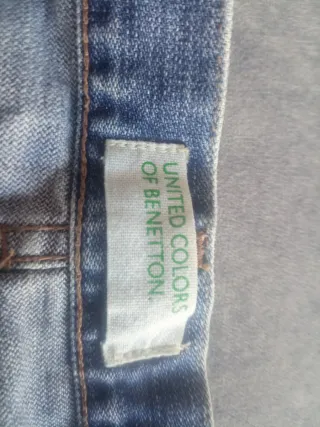 UNITED COLORS
OF BENETTON.